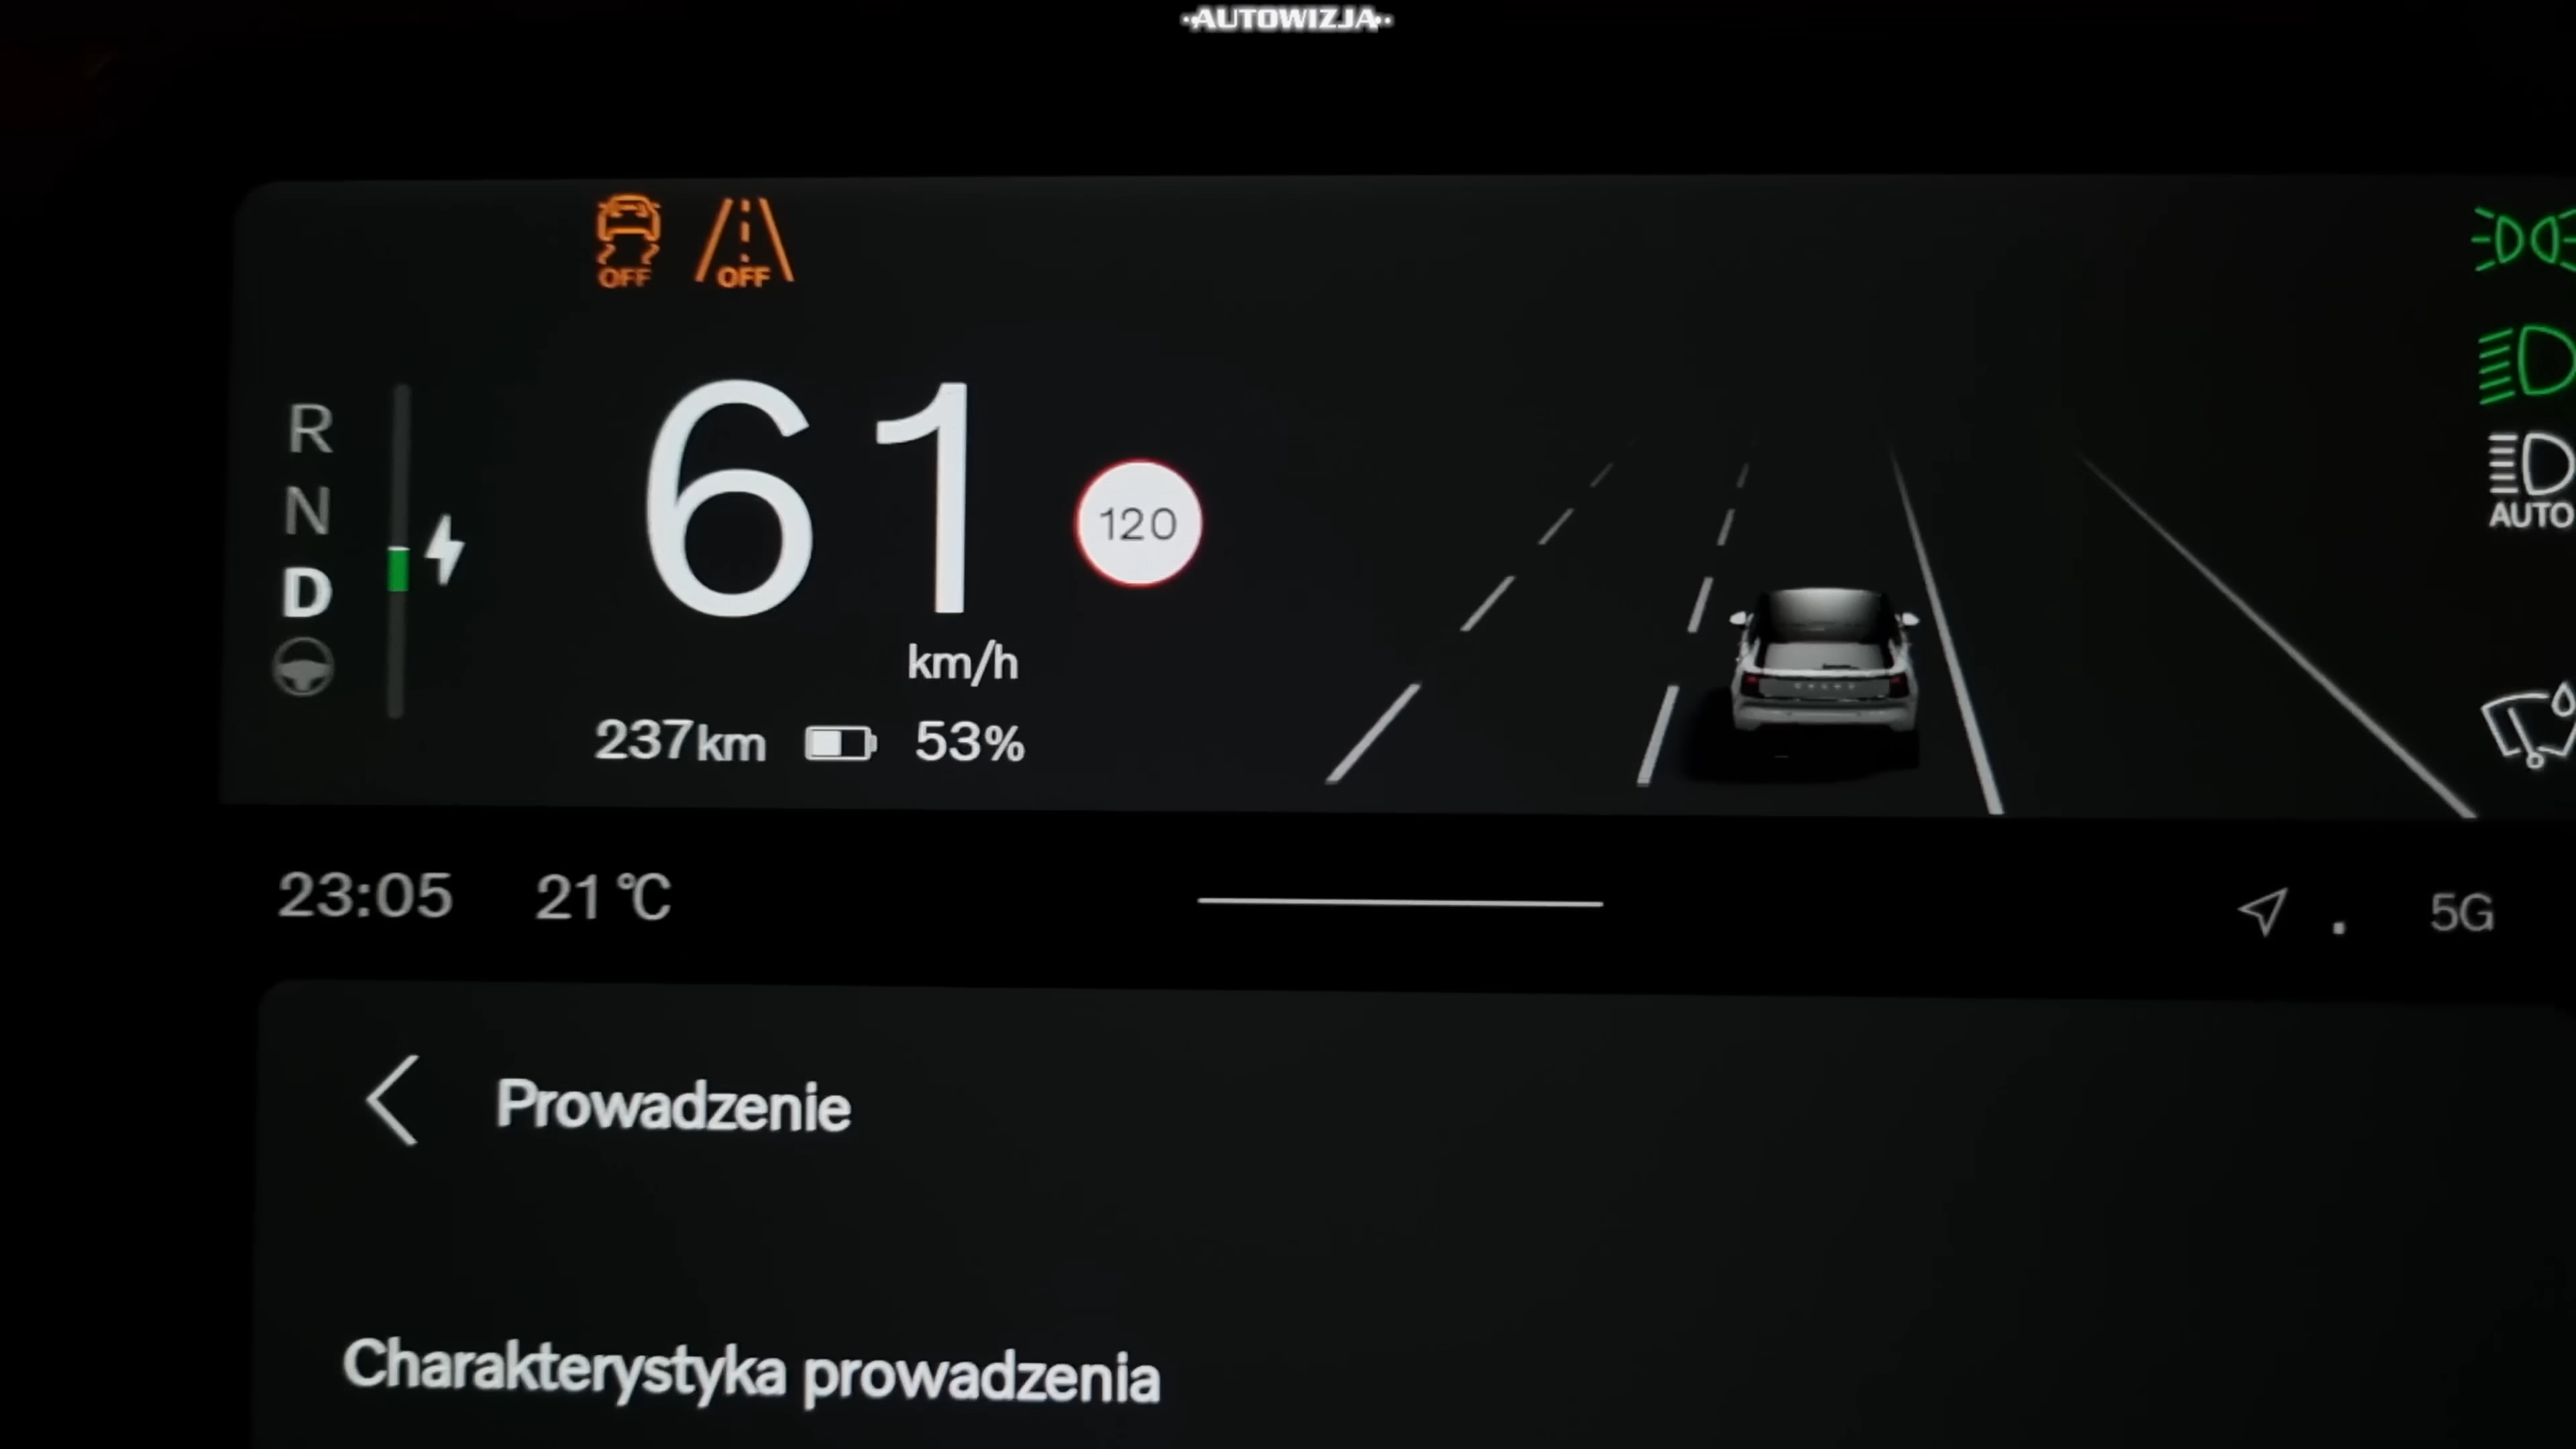 AUTOWIZJA
OFF OFF
R
N
D
61
120
km/h
237km 53%
AUTO
23:05 21 °C
5G
Prowadzenie
Charakterystyka prowadzenia